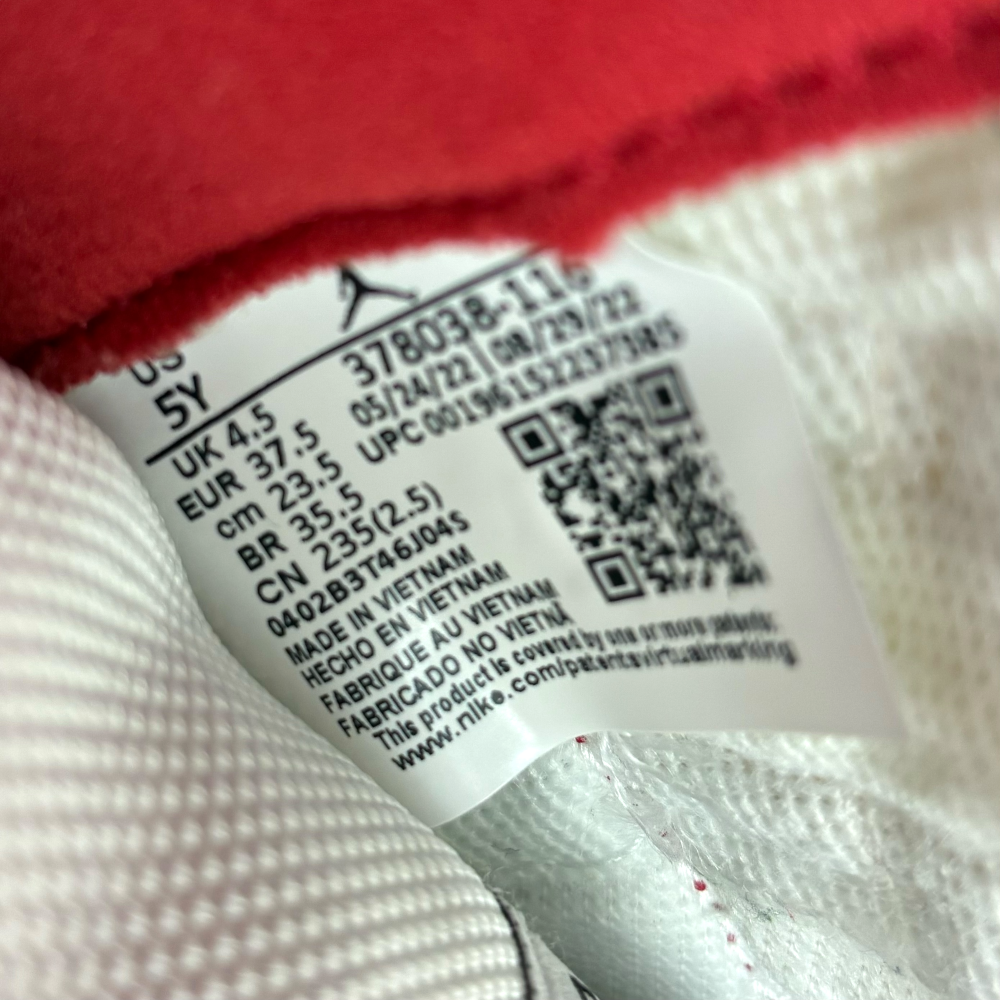 US
5Y
378038-116
05/24/22 | 08/29/22
UPC 00196152237385
UK 4.5
EUR 37.5
cm 23.5
BR 35.5
CN 235(2.5)
0402B3T46J04S
MADE IN VIETNAM
HECHO EN VIETNAM
FABRIQUE AU VIETNAM
FABRICADO NO VIETNÃ
This product is covered by one or more patents:
www.nike.com/patentsvirtualmarking